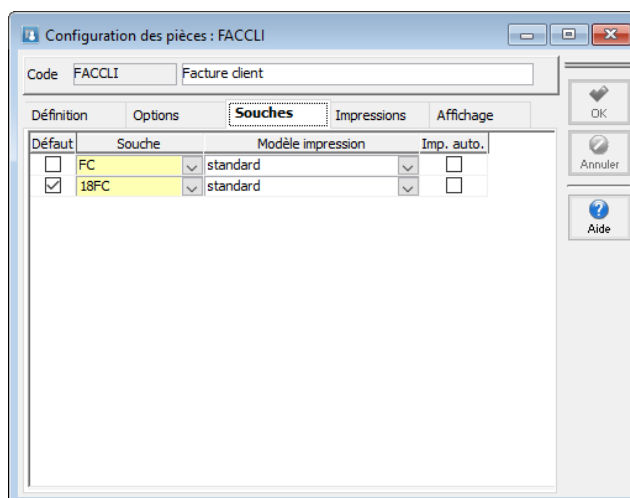 Configuration des pièces : FACCLI
Code FACCLI Facture client
OK
Définition Options Souches Impressions Affichage
Défaut Souche Modèle impression Imp. auto.
FC standard
18FC standard
Annuler
Aide